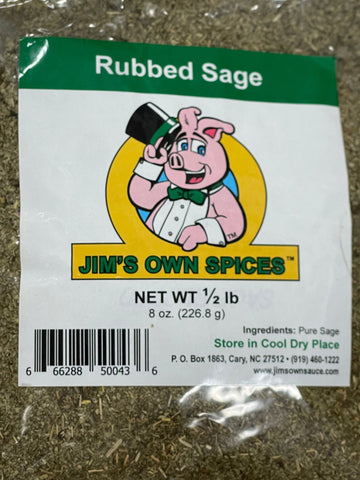 Rubbed Sage
TM
JIM'S OWN SPICES™
NET WT ½ lb
8 oz. (226.8 g)
Ingredients: Pure Sage
Store in Cool Dry Place
P. O. Box 1863, Cary, NC 27512 • (919) 460-1222
www.jimsownsauce.com
6 66288 50043 6